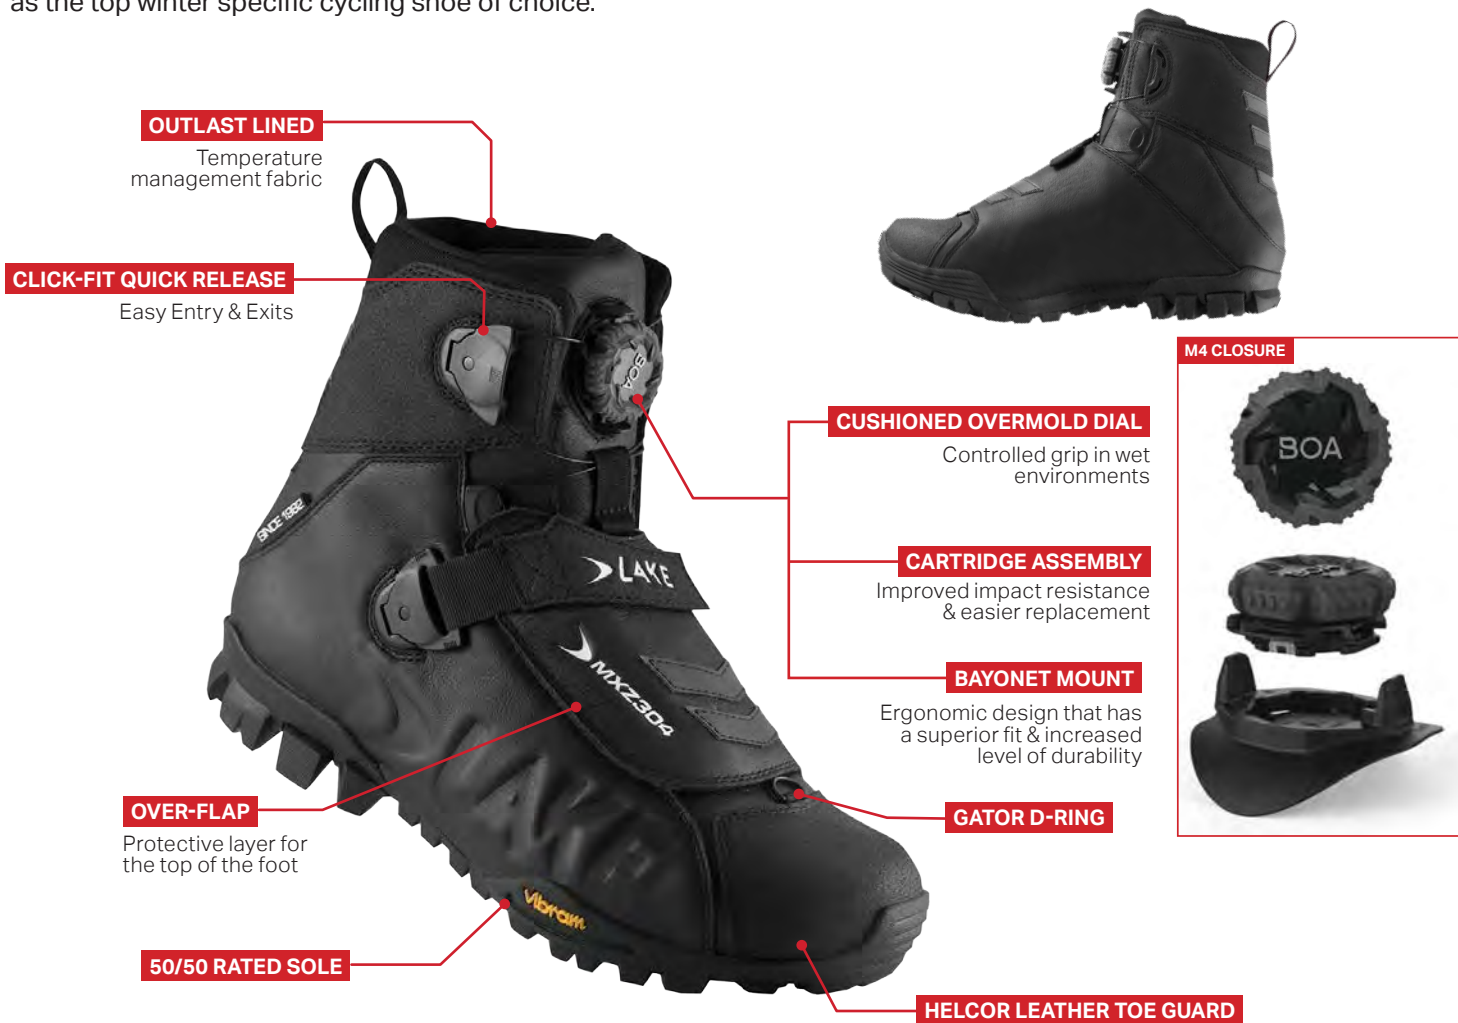 as the top winter specific cycling shoe of choice.
OUTLAST LINED
Temperature
management fabric
CLICK-FIT QUICK RELEASE
Easy Entry & Exits
BOA
SINCE 1982
LAKE
MXZ304
CUSHIONED OVERMOLD DIAL
Controlled grip in wet
environments
CARTRIDGE ASSEMBLY
Improved impact resistance
& easier replacement
BAYONET MOUNT
Ergonomic design that has
a superior fit & increased
level of durability
GATOR D-RING
OVER-FLAP
Protective layer for
the top of the foot
Vibram
50/50 RATED SOLE
HELCOR LEATHER TOE GUARD
M4 CLOSURE
BOA